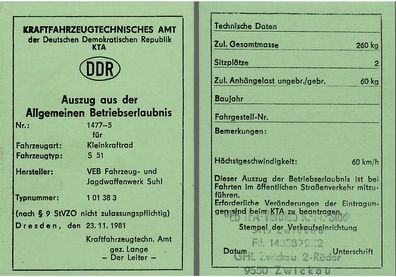 KRAFTFAHRZEUGTECHNISCHES AMT
der Deutschen Demokratischen Republik
KTA
DDR
Auszug aus der
Allgemeinen Betriebserlaubnis
Nr.: 1477-5
für
Fahrzeugart: Kleinkraftrad
Fahrzeugtyp: S 51
Hersteller: VEB Fahrzeug- und
Jagdwaffenwerk Suhl
Typnummer: 1 01 38 3
(nach § 9 StVZO nicht zulassungspflichtig)
Dresden, den 23. 11. 1981
Kraftfahrzeugtechn. Amt
gez. Lange
- Der Leiter -
Technische Daten
Zul. Gesamtmasse 260 kg
Sitzplätze 2
Zul. Anhängelast ungebr./gebr. 60 kg
Baujahr
Fahrgestell-Nr.
Bemerkungen:
Höchstgeschwindigkeit: 60 km/h
Dieser Auszug der Betriebserlaubnis ist bei
Fahrten im öffentlichen Straßenverkehr mitzu-
führen.
Erforderliche Veränderungen der Eintragun-
gen sind beim KTA zu beantragen.
Stempel der Verkaufseinrichtung
Datum Unterschrift
GHL Zwickau 2-Räder
9550 Zwickau